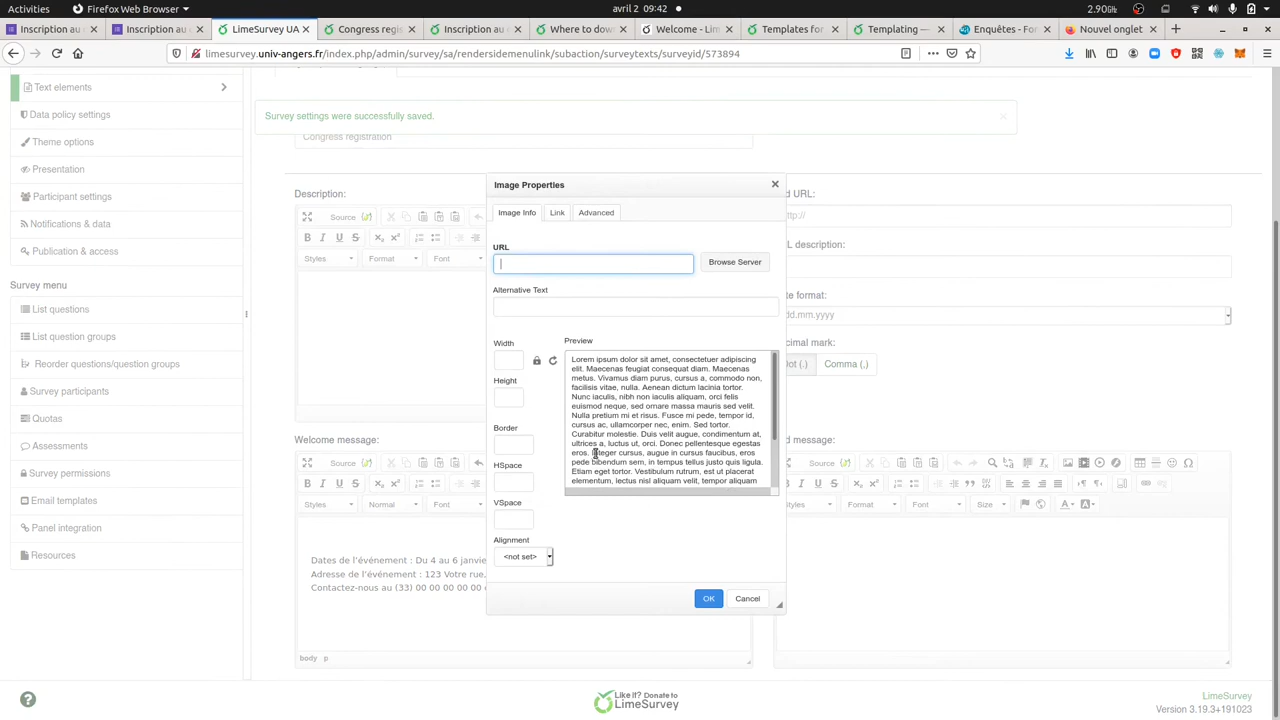 Activities
Firefox Web Browser
avril 2, 09:42
2.90 GHz
Inscription au
Inscription au
LimeSurvey UA
Congress regis
Inscription au
Where to dow
Welcome - Lim
Templates for
Templating —
Enquêtes - For
Nouvel onglet
limesurvey.univ-angers.fr/index.php/admin/survey/sa/rendersidemenulink/subaction/surveytexts/surveyid/573894
Text elements
Data policy settings
Theme options
Presentation
Participant settings
Notifications & data
Publication & access
Survey menu
List questions
List question groups
Reorder questions/question groups
Survey participants
Quotas
Assessments
Survey permissions
Email templates
Panel integration
Resources
Survey settings were successfully saved.
Congress registration
Description:
Source
Styles
Format
Font
Welcome message:
Source
Styles
Normal
Font
Dates de l'événement : Du 4 au 6 janvie
Adresse de l'événement : 123 Votre rue,
Contactez-nous au (33) 00 00 00 00 00
body p
Image Properties
Image Info
Link
Advanced
URL
Browse Server
Alternative Text
Width
Height
Border
HSpace
VSpace
Alignment
<not set>
Preview
Lorem ipsum dolor sit amet, consectetuer adipiscing
elit. Maecenas feugiat consequat diam. Maecenas
metus. Vivamus diam purus, cursus a, commodo non,
facilisis vitae, nulla. Aenean dictum lacinia tortor.
Nunc iaculis, nibh non iaculis aliquam, orci felis
euismod neque, sed ornare massa mauris sed velit.
Nulla pretium mi et risus. Fusce mi pede, tempor id,
cursus ac, ullamcorper nec, enim. Sed tortor.
Curabitur molestie. Duis velit augue, condimentum at,
ultrices a, luctus ut, orci. Donec pellentesque egestas
eros. Integer cursus, augue in cursus faucibus, eros
pede bibendum sem, in tempus tellus justo quis ligula.
Etiam eget tortor. Vestibulum rutrum, est ut placerat
elementum, lectus nisl aliquam velit, tempor aliquam
OK
Cancel
d URL:
http://
L description:
te format:
dd.mm.yyyy
cimal mark:
Dot (.)
Comma (,)
d message:
Source
Styles
Format
Font
Size
Like it? Donate to
LimeSurvey
LimeSurvey
Version 3.19.3+191023